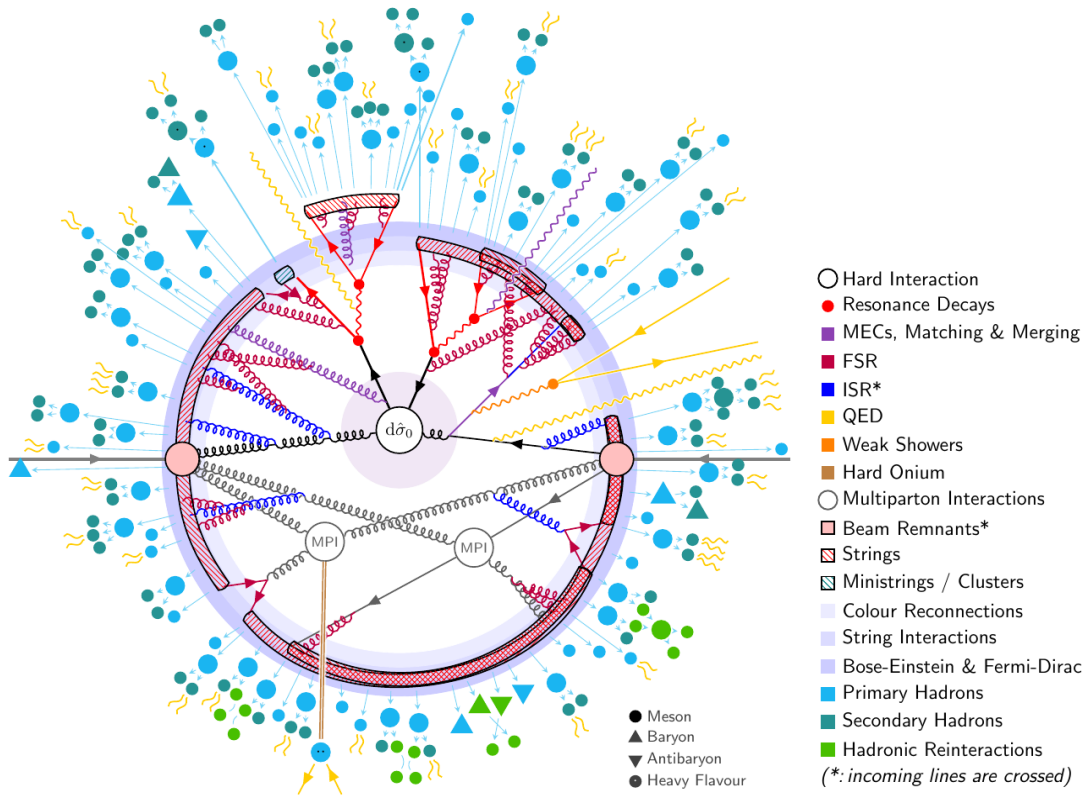 dσ̂₀
MPI
MPI
Hard Interaction
Resonance Decays
MECs, Matching & Merging
FSR
ISR*
QED
Weak Showers
Hard Onium
Multiparton Interactions
Beam Remnants*
Strings
Ministrings / Clusters
Colour Reconnections
String Interactions
Bose-Einstein & Fermi-Dirac
Primary Hadrons
Secondary Hadrons
Hadronic Reinteractions
(*: incoming lines are crossed)
Meson
Baryon
Antibaryon
Heavy Flavour